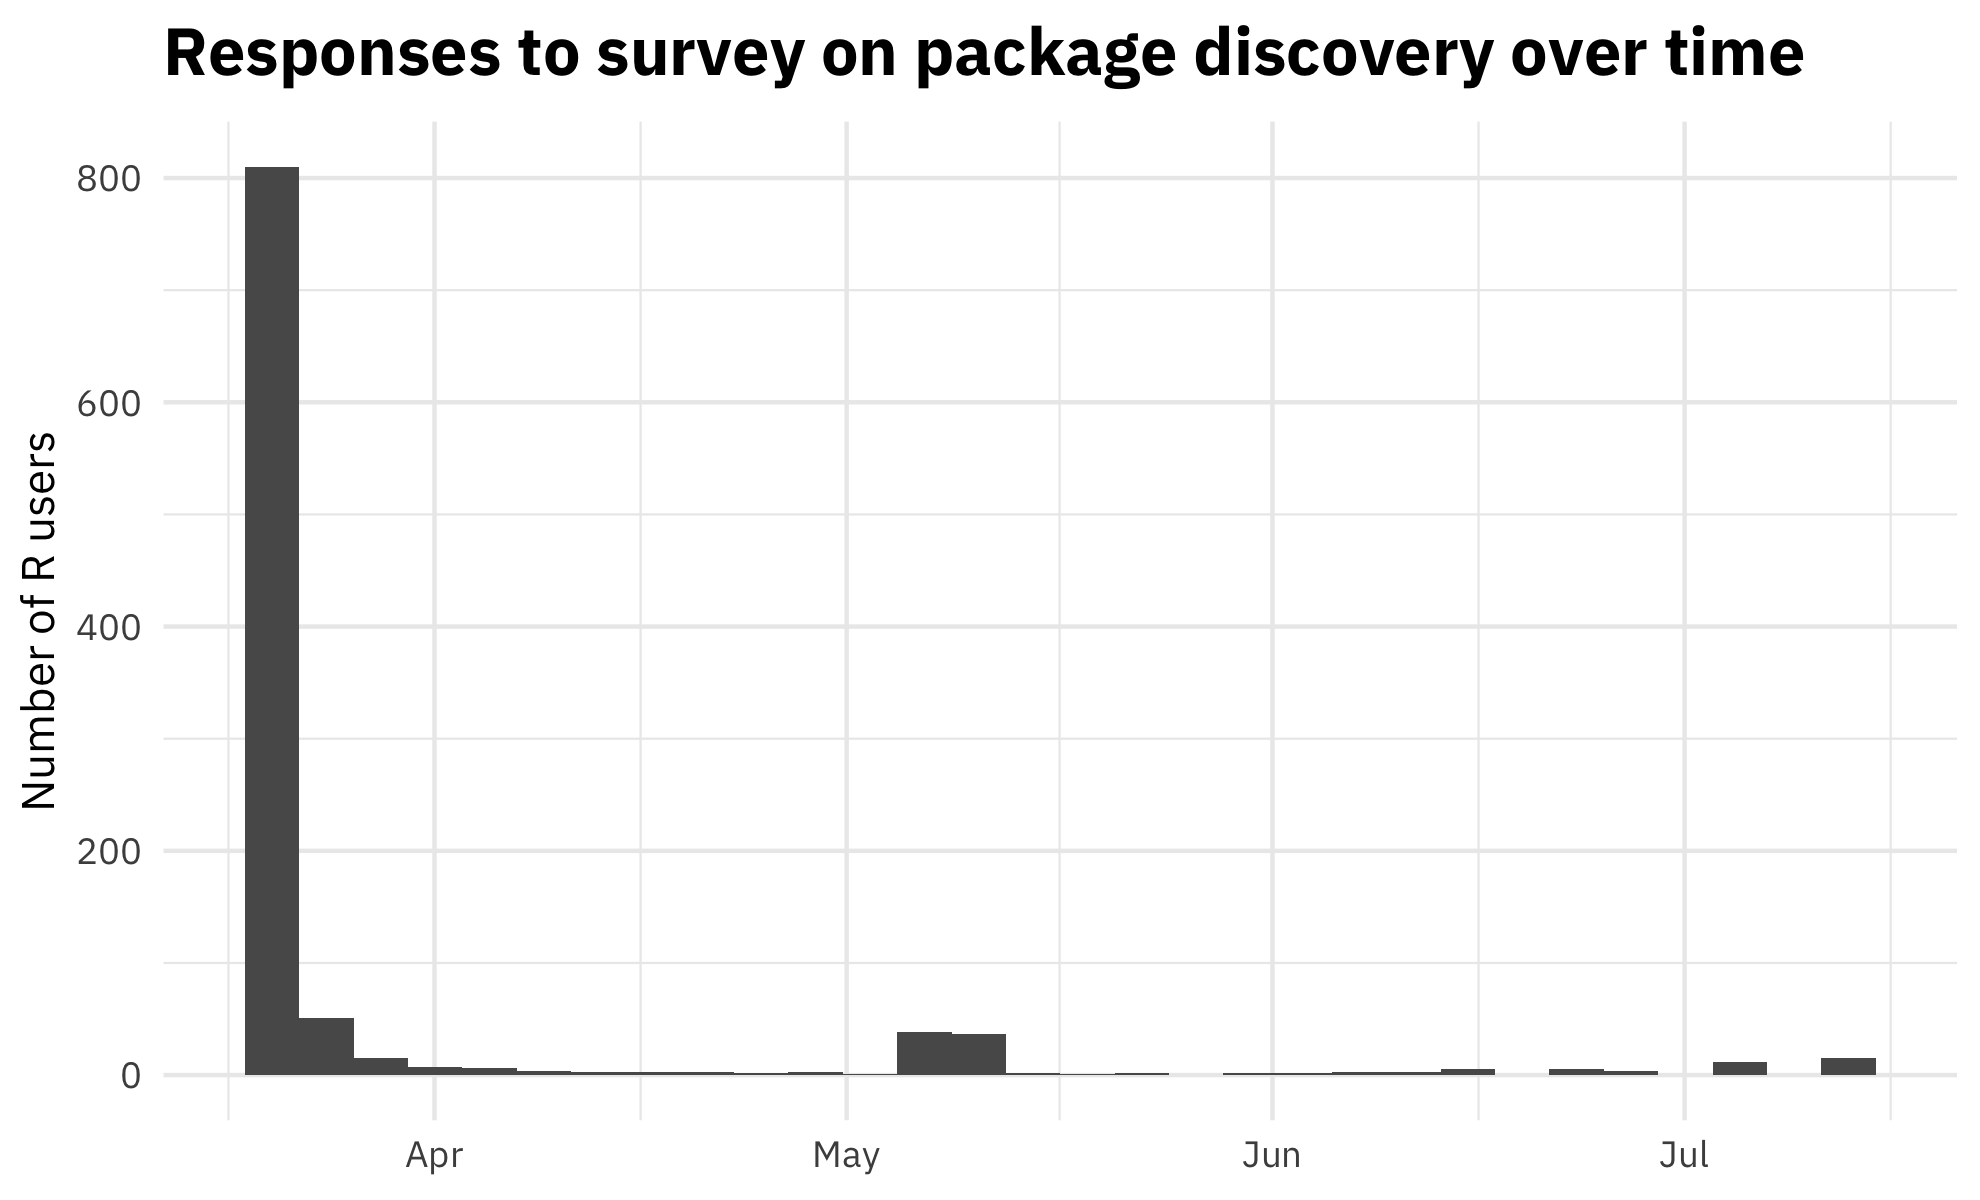 Responses to survey on package discovery over time
Number of R users
800
600
400
200
0
Apr
May
Jun
Jul